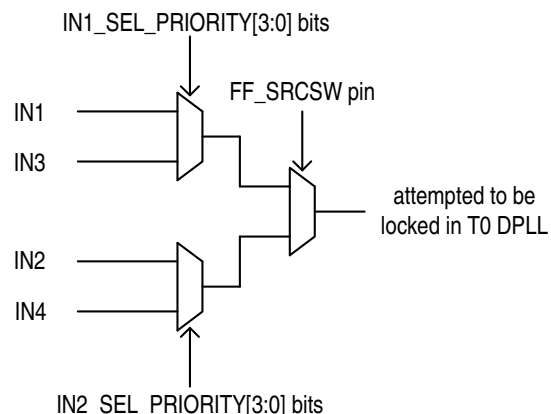 IN1_SEL_PRIORITY[3:0] bits
FF_SRCSW pin
IN1
IN3
attempted to be
locked in T0 DPLL
IN2
IN4
IN2_SEL_PRIORITY[3:0] bits